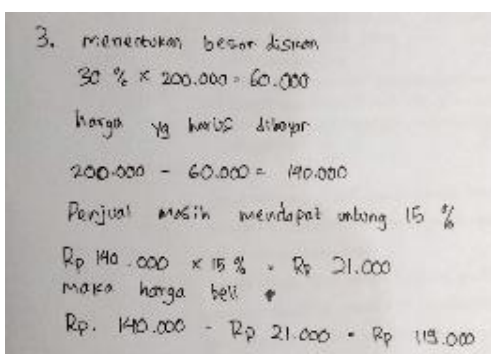 3. menentukan besar diskon
30 % × 200.000 = 60.000
harga yg harus dibayar
200.000 - 60.000 = 140.000
Penjual masih mendapat untung 15 %
Rp 140.000 × 15 % = Rp 21.000
maka harga beli
Rp. 140.000 - Rp 21.000 = Rp 119.000